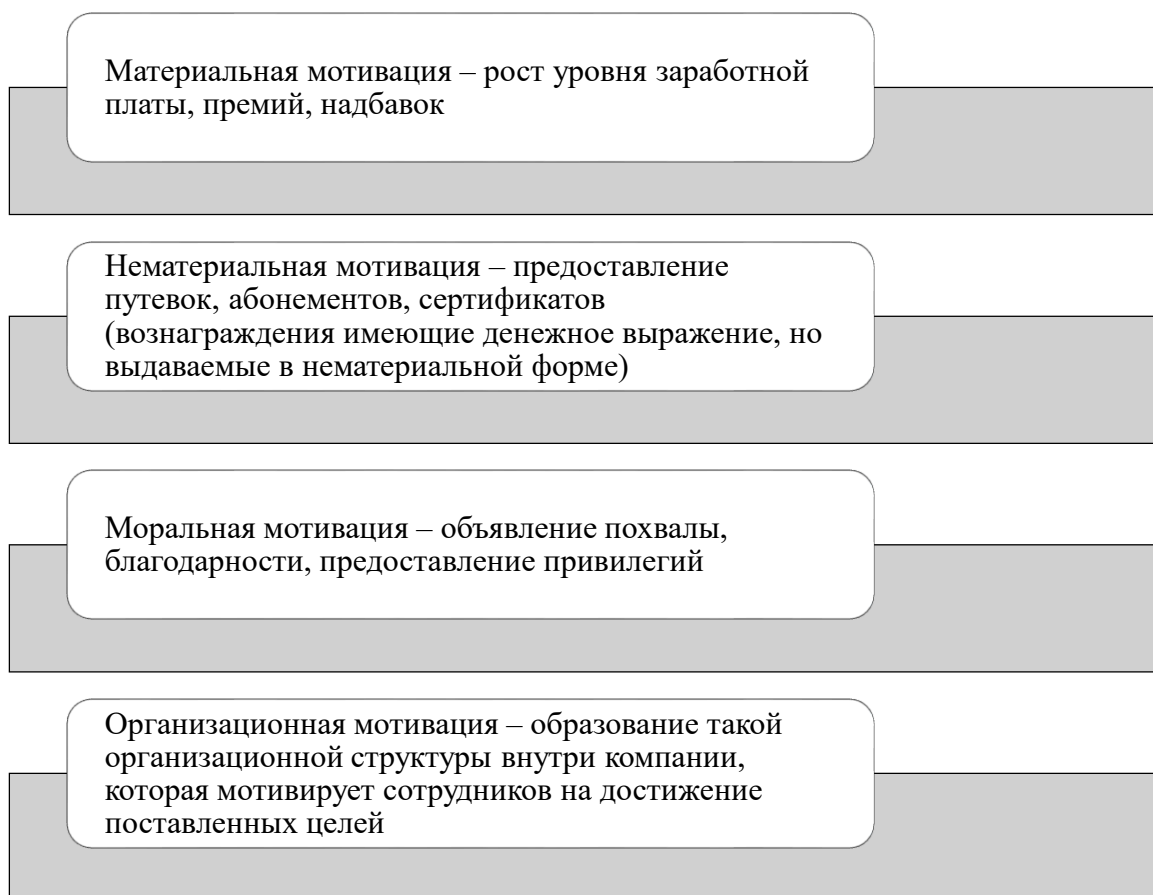 Материальная мотивация – рост уровня заработной
платы, премий, надбавок
Нематериальная мотивация – предоставление
путевок, абонементов, сертификатов
(вознаграждения имеющие денежное выражение, но
выдаваемые в нематериальной форме)
Моральная мотивация – объявление похвалы,
благодарности, предоставление привилегий
Организационная мотивация – образование такой
организационной структуры внутри компании,
которая мотивирует сотрудников на достижение
поставленных целей